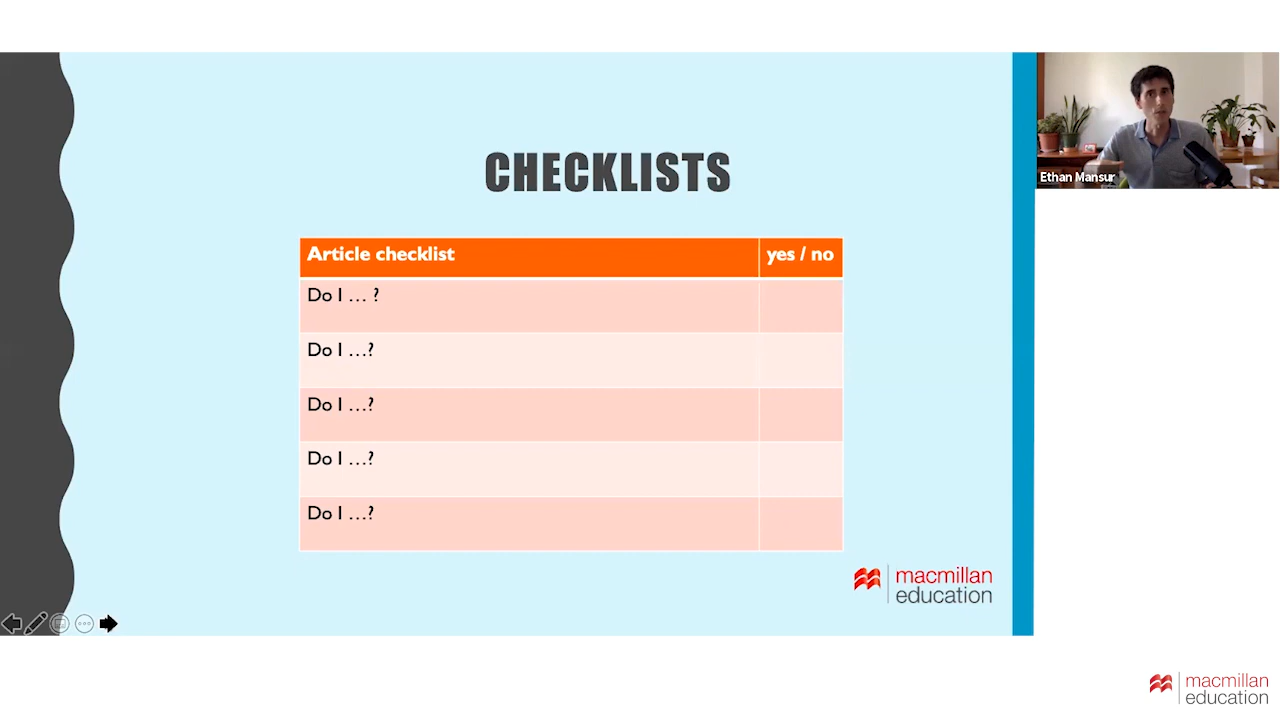 CHECKLISTS
Article checklist yes / no
Do I … ?
Do I …?
Do I …?
Do I …?
Do I …?
macmillan
education
Ethan Mansur
macmillan
education